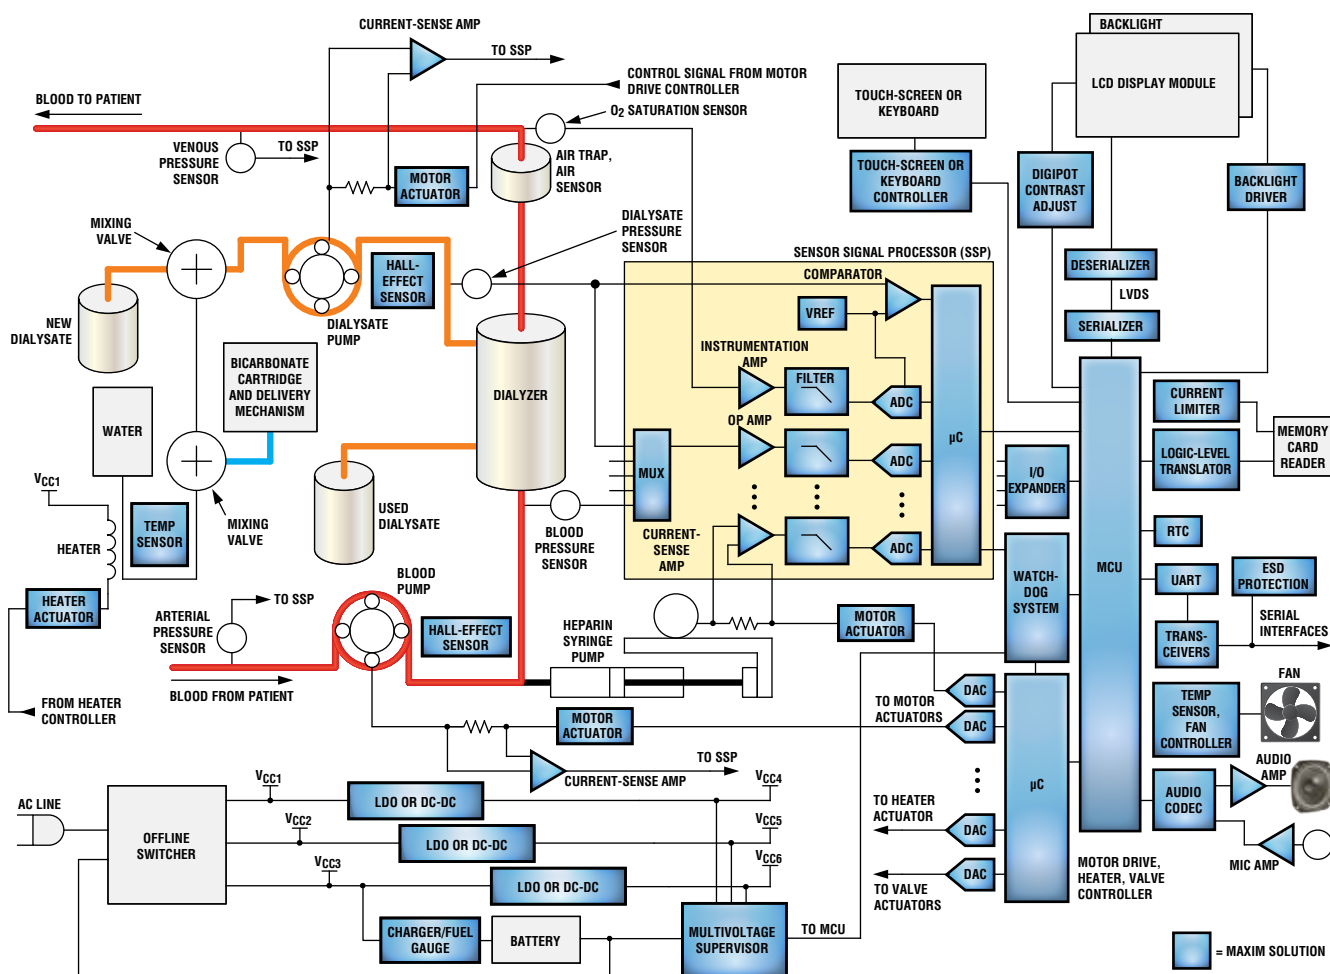 CURRENT-SENSE AMP
TO SSP
BACKLIGHT
LCD DISPLAY MODULE
BLOOD TO PATIENT
CONTROL SIGNAL FROM MOTOR
DRIVE CONTROLLER
O2 SATURATION SENSOR
TOUCH-SCREEN OR
KEYBOARD
VENOUS
PRESSURE
SENSOR
TO SSP
MOTOR
ACTUATOR
AIR TRAP,
AIR
SENSOR
TOUCH-SCREEN OR
KEYBOARD
CONTROLLER
DIGIPOT
CONTRAST
ADJUST
BACKLIGHT
DRIVER
MIXING
VALVE
DIALYSATE
PRESSURE
SENSOR
HALL-
EFFECT
SENSOR
SENSOR SIGNAL PROCESSOR (SSP)
COMPARATOR
DESERIALIZER
LVDS
SERIALIZER
NEW
DIALYSATE
DIALYSATE
PUMP
VREF
INSTRUMENTATION
AMP
FILTER
ADC
BICARBONATE
CARTRIDGE
AND DELIVERY
MECHANISM
DIALYZER
CURRENT
LIMITER
WATER
OP AMP
ADC
µC
MUX
LOGIC-LEVEL
TRANSLATOR
MEMORY
CARD
READER
I/O
EXPANDER
VCC1
HEATER
TEMP
SENSOR
MIXING
VALVE
USED
DIALYSATE
BLOOD
PRESSURE
SENSOR
CURRENT-
SENSE
AMP
ADC
RTC
MCU
WATCH-
DOG
SYSTEM
UART
ESD
PROTECTION
HEATER
ACTUATOR
ARTERIAL
PRESSURE
SENSOR
TO SSP
BLOOD
PUMP
HALL-EFFECT
SENSOR
HEPARIN
SYRINGE
PUMP
MOTOR
ACTUATOR
TRANS-
CEIVERS
SERIAL
INTERFACES
BLOOD FROM PATIENT
FROM HEATER
CONTROLLER
TO MOTOR
ACTUATORS
DAC
DAC
TEMP
SENSOR,
FAN
CONTROLLER
FAN
MOTOR
ACTUATOR
TO SSP
CURRENT-SENSE AMP
µC
AUDIO
AMP
AUDIO
CODEC
MIC AMP
AC LINE
OFFLINE
SWITCHER
VCC1
LDO OR DC-DC
VCC4
VCC2
LDO OR DC-DC
VCC5
VCC3
LDO OR DC-DC
VCC6
TO HEATER
ACTUATOR
DAC
TO VALVE
ACTUATORS
DAC
MOTOR DRIVE,
HEATER, VALVE
CONTROLLER
CHARGER/FUEL
GAUGE
BATTERY
MULTIVOLTAGE
SUPERVISOR
TO MCU
= MAXIM SOLUTION